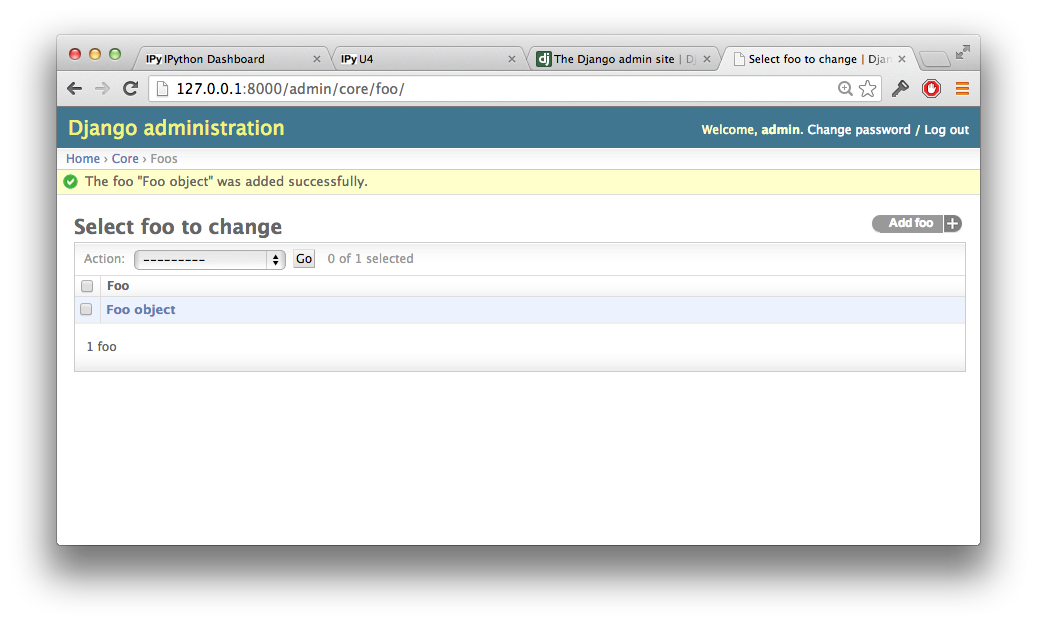 IPy IPython Dashboard
IPy U4
dj The Django admin site | Dj
Select foo to change | Djan
127.0.0.1:8000/admin/core/foo/
Django administration
Welcome, admin. Change password / Log out
Home › Core › Foos
The foo "Foo object" was added successfully.
Select foo to change
Add foo +
Action: --------- Go 0 of 1 selected
Foo
Foo object
1 foo